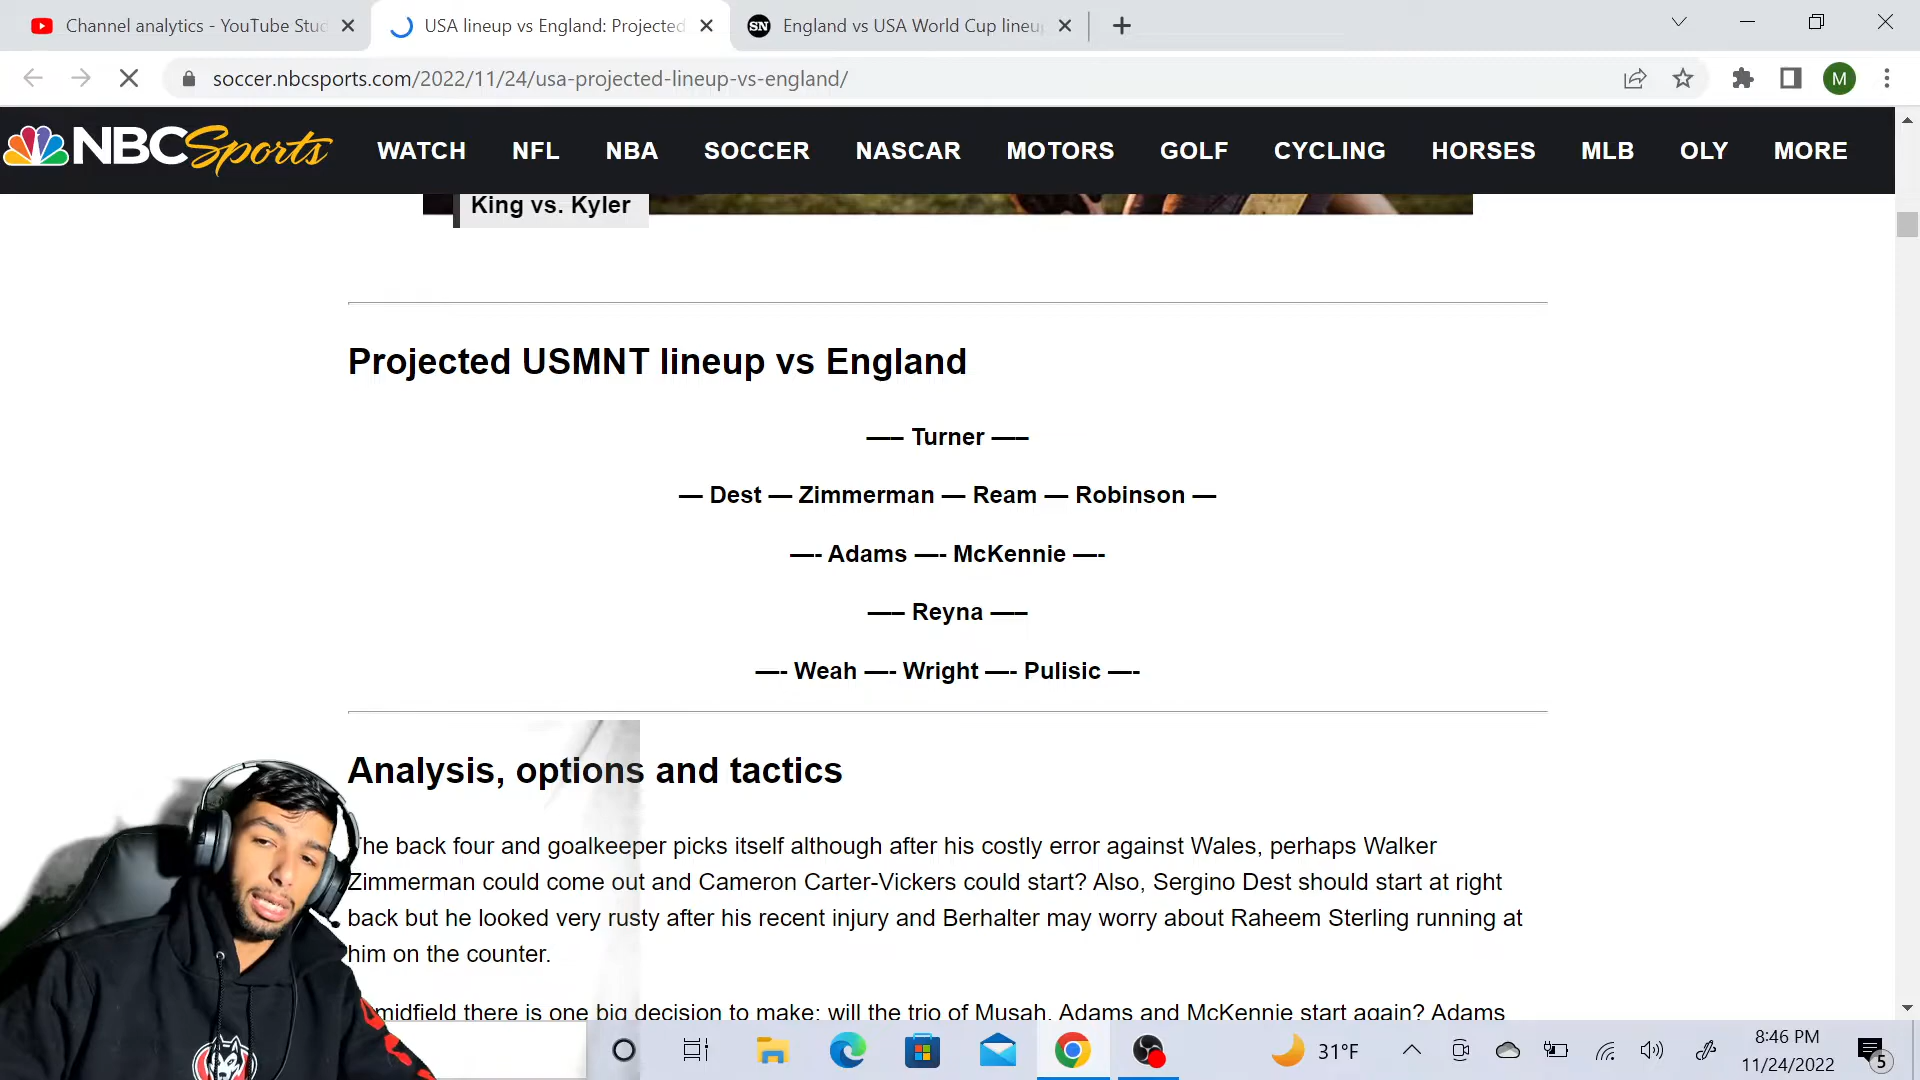 Channel analytics - YouTube Stud
USA lineup vs England: Projected
SN England vs USA World Cup lineu
soccer.nbcsports.com/2022/11/24/usa-projected-lineup-vs-england/
M
NBC Sports WATCH NFL NBA SOCCER NASCAR MOTORS GOLF CYCLING HORSES MLB OLY MORE
King vs. Kyler
Projected USMNT lineup vs England
—– Turner —–
— Dest — Zimmerman — Ream — Robinson —
—- Adams —- McKennie —-
—– Reyna —–
—- Weah —- Wright —- Pulisic —-
Analysis, options and tactics
The back four and goalkeeper picks itself although after his costly error against Wales, perhaps Walker
Zimmerman could come out and Cameron Carter-Vickers could start? Also, Sergino Dest should start at right
back but he looked very rusty after his recent injury and Berhalter may worry about Raheem Sterling running at
him on the counter.
midfield there is one big decision to make: will the trio of Musah, Adams and McKennie start again? Adams
31°F
8:46 PM
11/24/2022
5